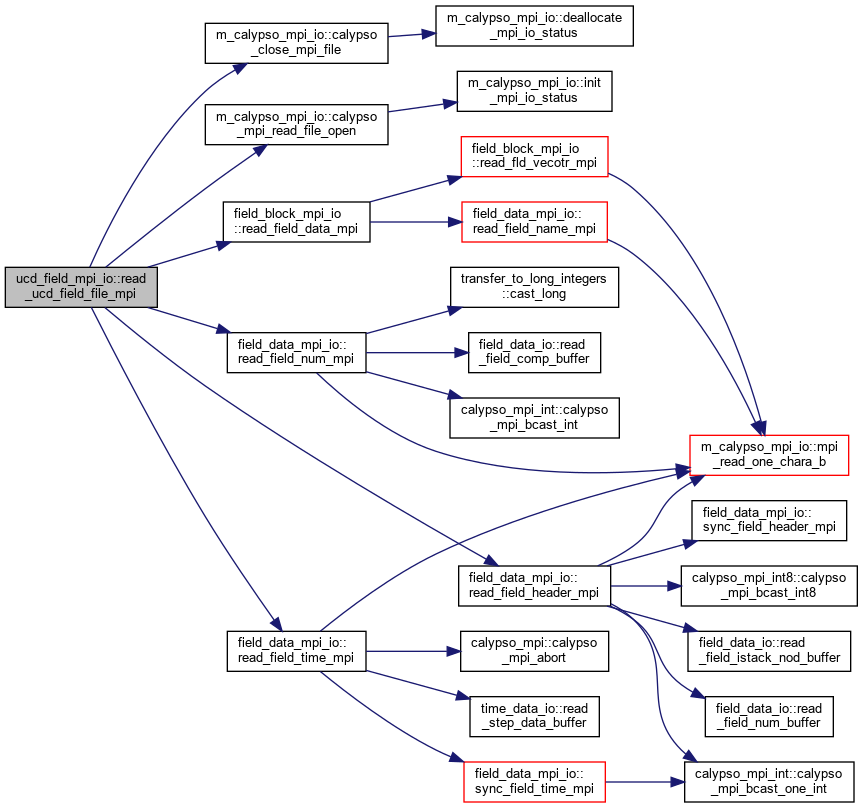 m_calypso_mpi_io::calypso
_close_mpi_file
m_calypso_mpi_io::deallocate
_mpi_io_status
m_calypso_mpi_io::calypso
_mpi_read_file_open
m_calypso_mpi_io::init
_mpi_io_status
field_block_mpi_io
::read_fld_vecotr_mpi
field_block_mpi_io
::read_field_data_mpi
field_data_mpi_io::
read_field_name_mpi
ucd_field_mpi_io::read
_ucd_field_file_mpi
transfer_to_long_integers
::cast_long
field_data_mpi_io::
read_field_num_mpi
field_data_io::read
_field_comp_buffer
calypso_mpi_int::calypso
_mpi_bcast_int
m_calypso_mpi_io::mpi
_read_one_chara_b
field_data_mpi_io::
sync_field_header_mpi
field_data_mpi_io::
read_field_header_mpi
calypso_mpi_int8::calypso
_mpi_bcast_int8
field_data_mpi_io::
read_field_time_mpi
calypso_mpi::calypso
_mpi_abort
field_data_io::read
_field_istack_nod_buffer
time_data_io::read
_step_data_buffer
field_data_io::read
_field_num_buffer
field_data_mpi_io::
sync_field_time_mpi
calypso_mpi_int::calypso
_mpi_bcast_one_int